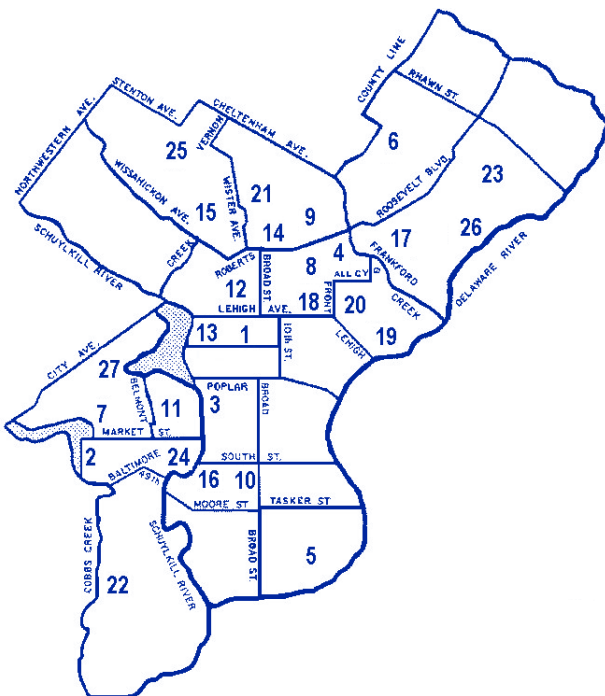 COUNTY LINE
RHAWN ST.
STENTON AVE.
CHELTENHAM AVE.
NORTHWESTERN AVE.
VERNON
6
25
WISSAHICKON AVE.
WISTER AVE.
ROOSEVELT BLVD.
23
21
15
9
26
14
17
SCHUYLKILL RIVER
CREEK
ROBERTS
BROAD ST.
4
8
FRANKFORD
CREEK
DELAWARE RIVER
ALLCY
G
12
FRONT
18
20
LEHIGH AVE.
13
1
10th ST.
LEHIGH
19
CITY AVE.
27
BELMONT
POPLAR
3
BROAD
11
7
MARKET ST.
2
BALTIMORE
24
SOUTH ST.
49th
16
10
MOORE ST
TASKER ST
COBBS CREEK
SCHUYLKILL RIVER
BROAD ST.
5
22